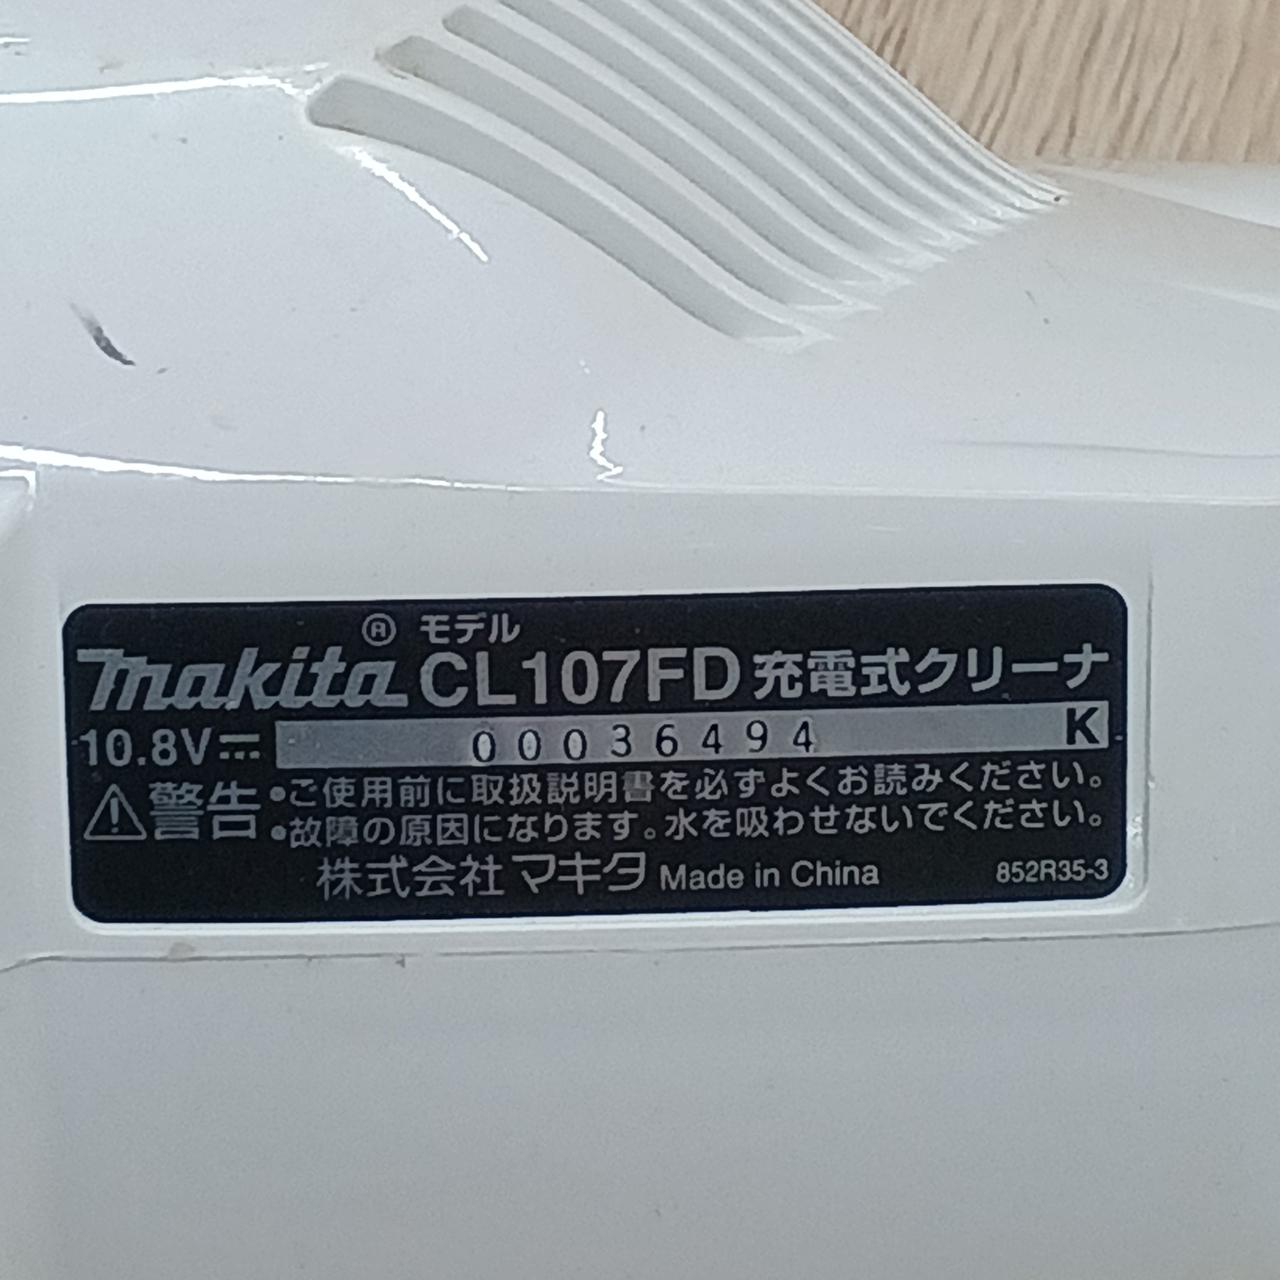 ® モデル
makita CL107FD 充電式クリーナ
10.8V⎓ 00036494 K
⚠警告 •ご使用前に取扱説明書を必ずよくお読みください。
•故障の原因になります。水を吸わせないでください。
株式会社マキタ Made in China 852R35-3